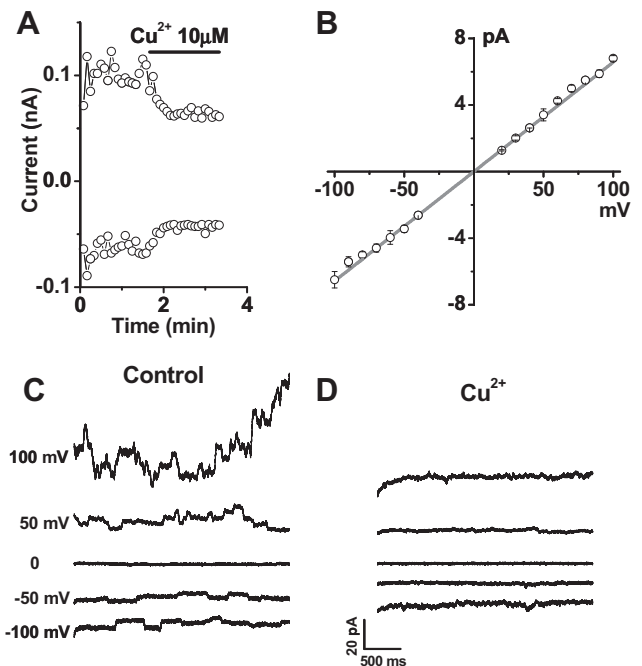 A
Cu2+ 10μM
0.1
0.0
-0.1
Current (nA)
0
2
4
Time (min)
B
pA
8
4
-4
-8
-100
-50
0
50
100
mV
C
Control
100 mV
50 mV
0
-50 mV
-100 mV
D
Cu2+
20 pA
500 ms